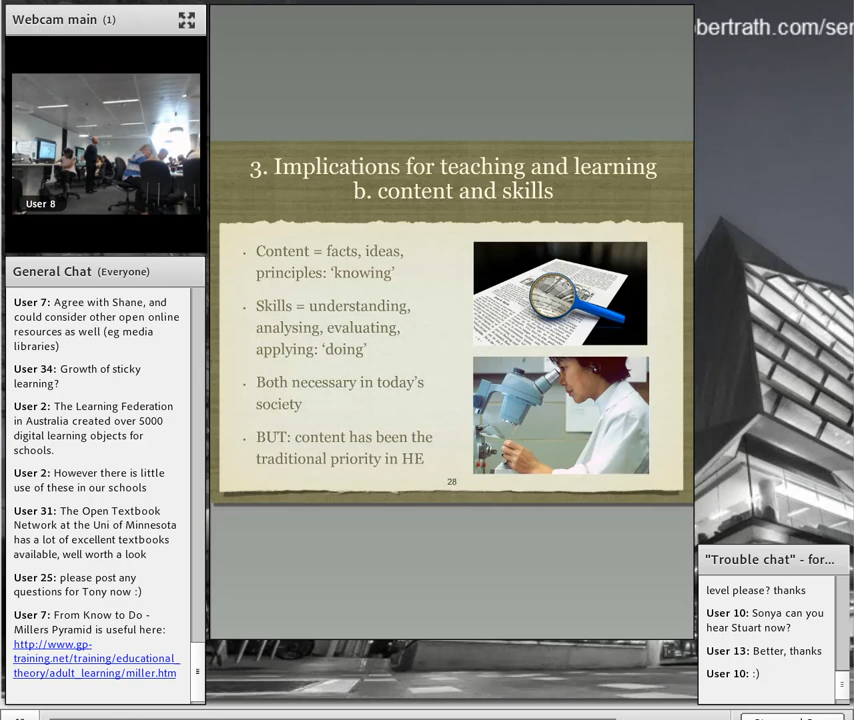 Webcam main (1)
User 8
General Chat (Everyone)
User 7: Agree with Shane, and
could consider other open online
resources as well (eg media
libraries)
User 34: Growth of sticky
learning?
User 2: The Learning Federation
in Australia created over 5000
digital learning objects for
schools.
User 2: However there is little
use of these in our schools
User 31: The Open Textbook
Network at the Uni of Minnesota
has a lot of excellent textbooks
available, well worth a look
User 25: please post any
questions for Tony now :)
User 7: From Know to Do -
Millers Pyramid is useful here:
http://www.gp-
training.net/training/educational_
theory/adult_learning/miller.htm
3. Implications for teaching and learning
b. content and skills
· Content = facts, ideas,
principles: ‘knowing’
· Skills = understanding,
analysing, evaluating,
applying: ‘doing’
· Both necessary in today’s
society
· BUT: content has been the
traditional priority in HE
28
bertrath.com/ser
"Trouble chat" - for...
level please? thanks
User 10: Sonya can you
hear Stuart now?
User 13: Better, thanks
User 10: :)